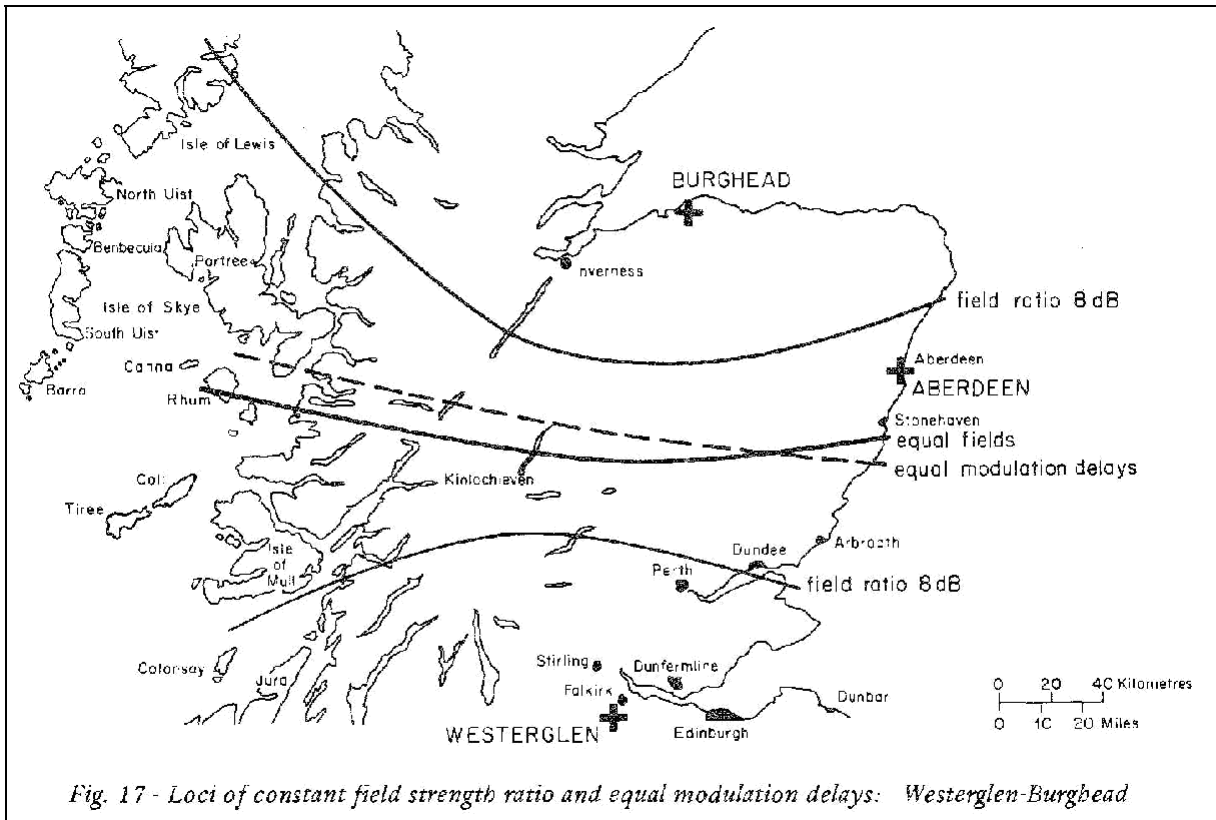 Isle of Lewis
North Uist
BURGHEAD
Benbecula
Portree
Inverness
Isle of Skye
South Uist
field ratio 8dB
Canna
Aberdeen
ABERDEEN
Barra
Rhum
Stonehaven
equal fields
equal modulation delays
Coll
Kinlochleven
Tiree
Arbroath
Isle
of
Mull
Dundee
Perth
field ratio 8dB
Colonsay
Jura
Stirling
Dunfermline
Falkirk
Dunbar
WESTERGLEN
Edinburgh
0 20 40 Kilometres
0 10 20 Miles
Fig. 17 - Loci of constant field strength ratio and equal modulation delays: Westerglen-Burghead